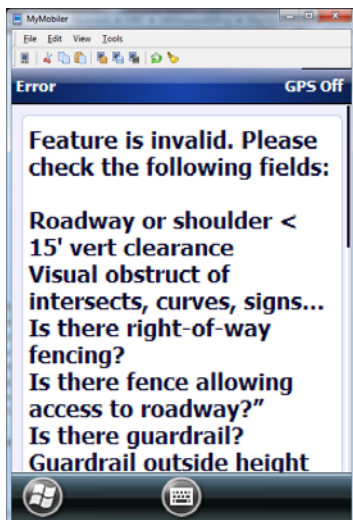 MyMobiler
File Edit View Tools
Error GPS Off
Feature is invalid. Please
check the following fields:
Roadway or shoulder <
15' vert clearance
Visual obstruct of
intersects, curves, signs...
Is there right-of-way
fencing?
Is there fence allowing
access to roadway?”
Is there guardrail?
Guardrail outside height